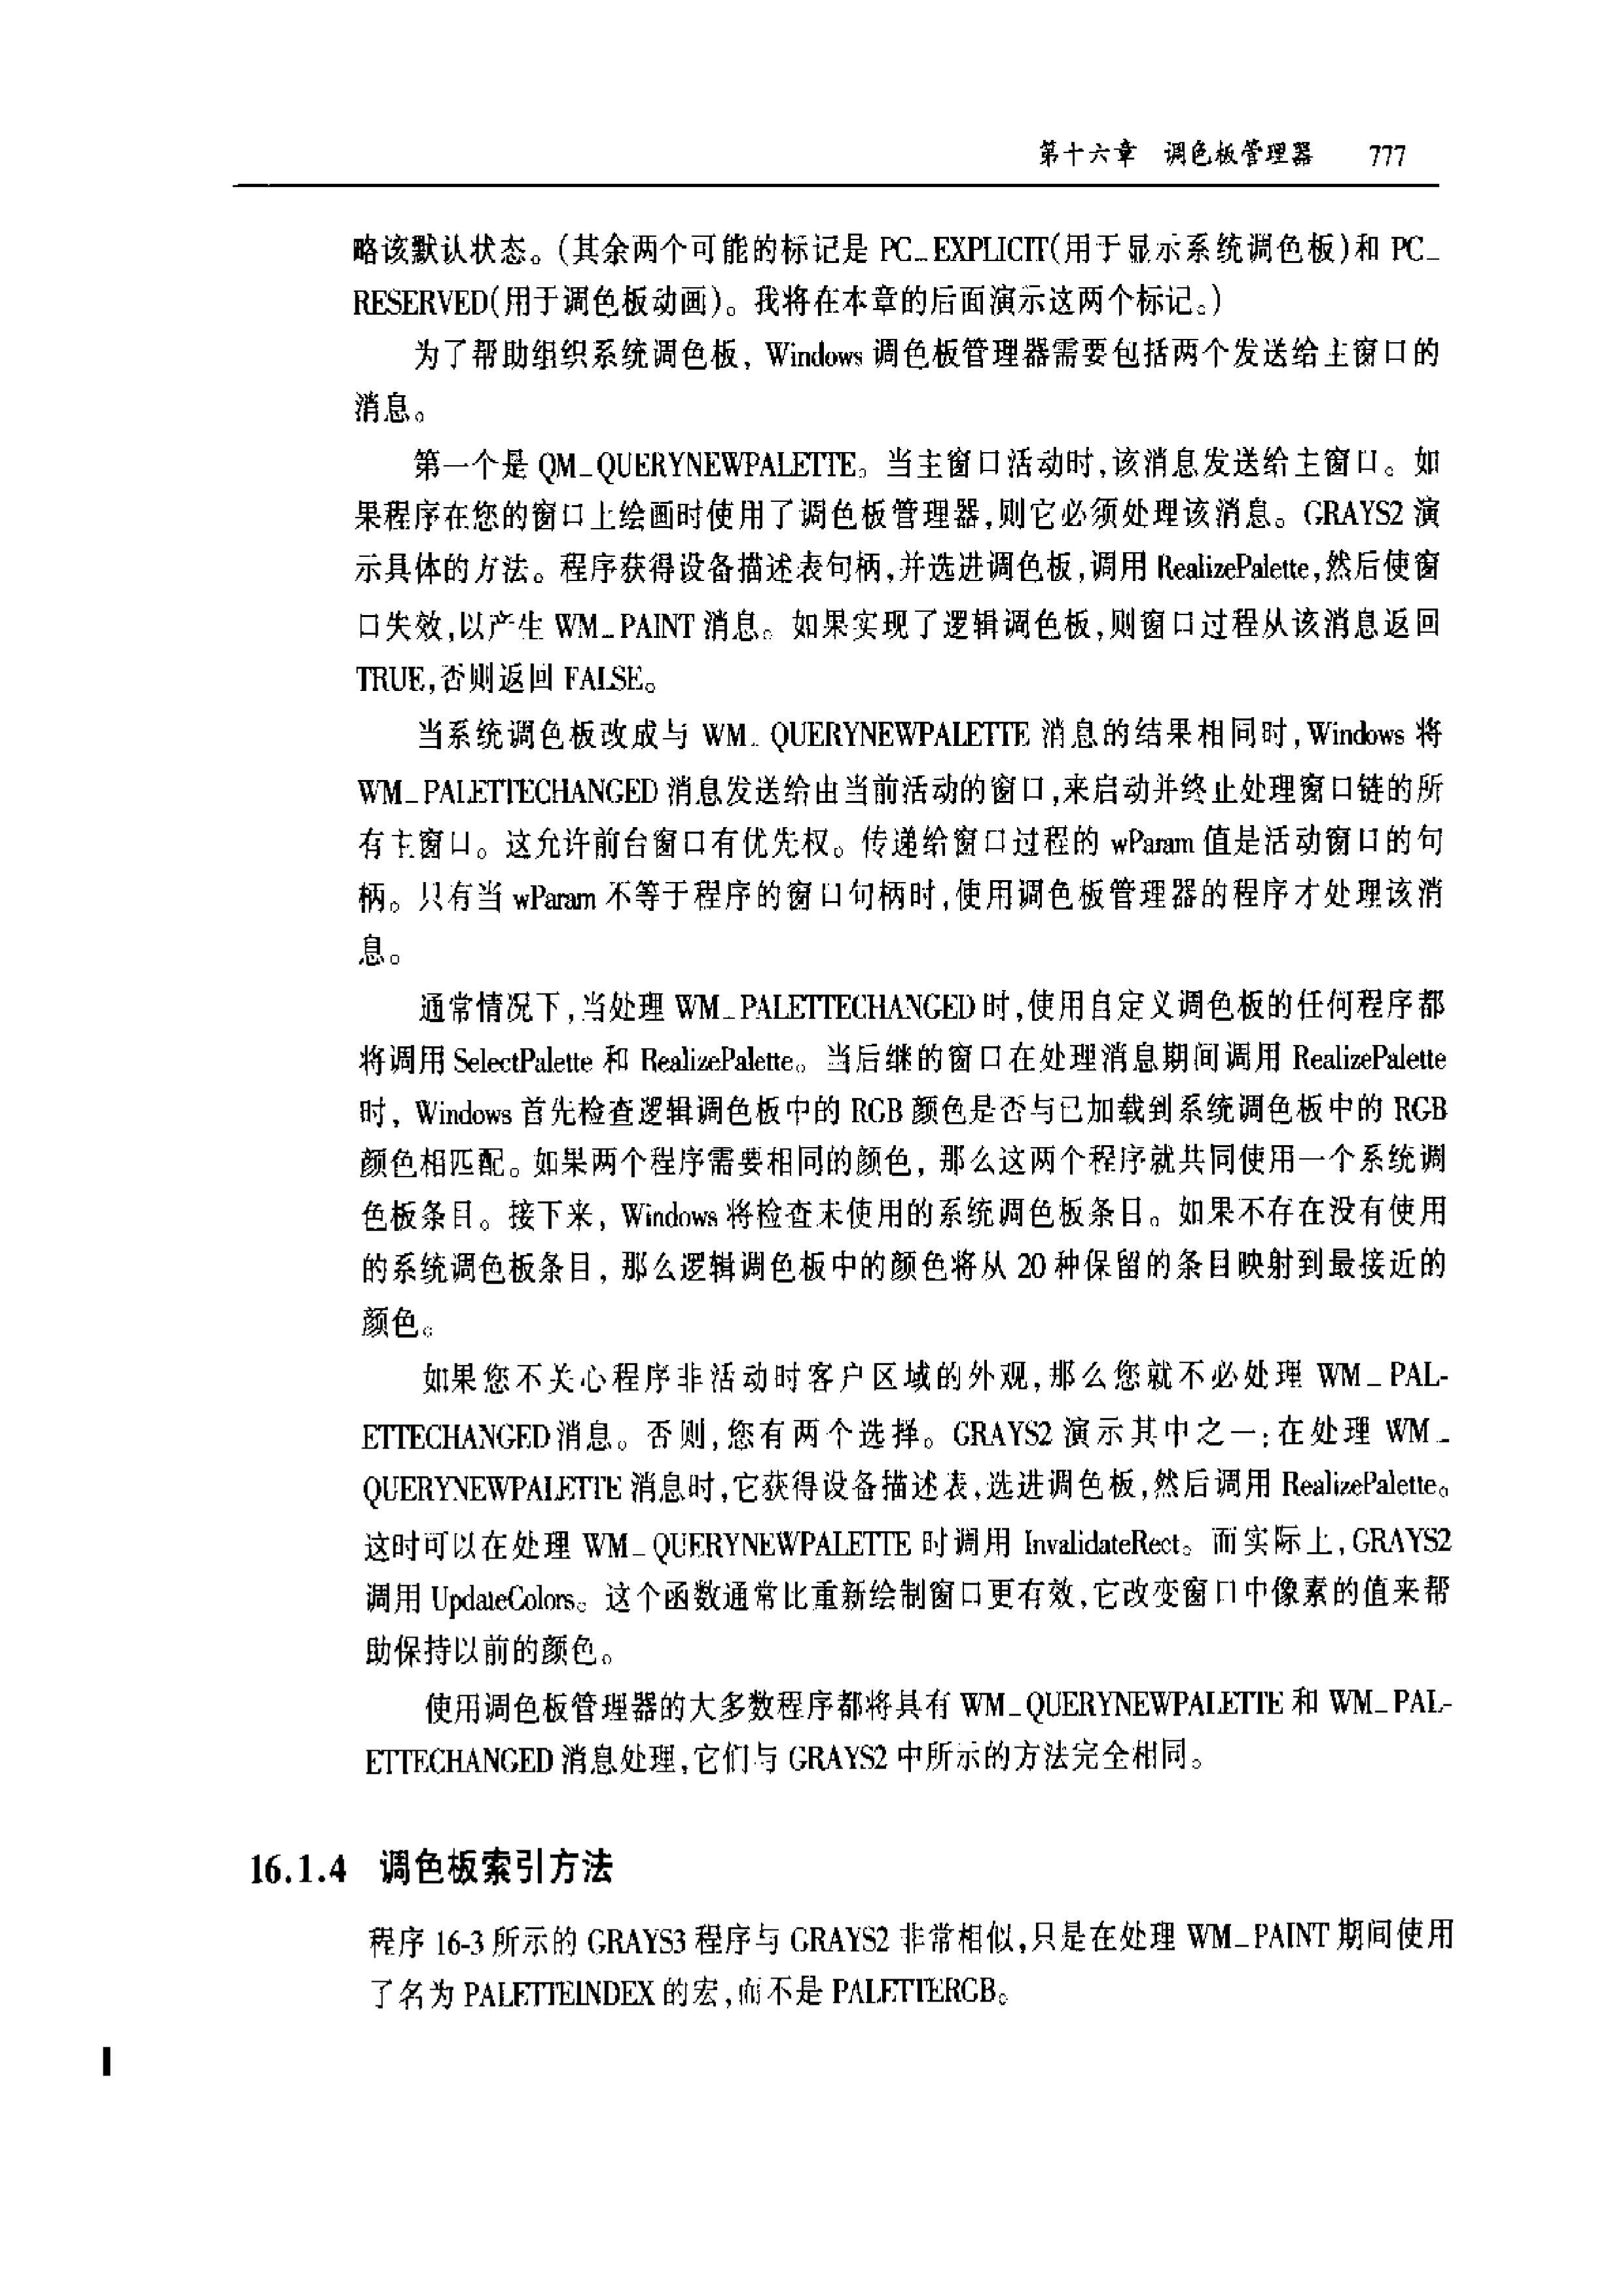 第十六章 调色板管理器 777
略该默认状态。(其余两个可能的标记是 PC_EXPLICIT(用于显示系统调色板)和 PC_
RESERVED(用于调色板动画)。我将在本章的后面演示这两个标记。)
为了帮助组织系统调色板, Windows 调色板管理器需要包括两个发送给主窗口的
消息。
第一个是 QM_QUERYNEWPALETTE。当主窗口活动时,该消息发送给主窗口。如
果程序在您的窗口上绘画时使用了调色板管理器,则它必须处理该消息。GRAYS2 演
示具体的方法。程序获得设备描述表句柄,并选进调色板,调用 RealizePalette,然后使窗
口失效,以产生 WM_PAINT 消息。如果实现了逻辑调色板,则窗口过程从该消息返回
TRUE,否则返回 FALSE。
当系统调色板改成与 WM_QUERYNEWPALETTE 消息的结果相同时,Windows 将
WM_PALETTECHANGED 消息发送给由当前活动的窗口,来启动并终止处理窗口链的所
有主窗口。这允许前台窗口有优先权。传递给窗口过程的 wParam 值是活动窗口的句
柄。只有当 wParam 不等于程序的窗口句柄时,使用调色板管理器的程序才处理该消
息。
通常情况下,当处理 WM_PALETTECHANGED 时,使用自定义调色板的任何程序都
将调用 SelectPalette 和 RealizePalette。当后继的窗口在处理消息期间调用 RealizePalette
时, Windows 首先检查逻辑调色板中的 RGB 颜色是否与已加载到系统调色板中的 RGB
颜色相匹配。如果两个程序需要相同的颜色, 那么这两个程序就共同使用一个系统调
色板条目。接下来, Windows 将检查未使用的系统调色板条目。如果不存在没有使用
的系统调色板条目, 那么逻辑调色板中的颜色将从 20 种保留的条目映射到最接近的
颜色。
如果您不关心程序非活动时客户区域的外观,那么您就不必处理 WM_PAL-
ETTECHANGED 消息。否则,您有两个选择。GRAYS2 演示其中之一:在处理 WM_
QUERYNEWPALETTE 消息时,它获得设备描述表,选进调色板,然后调用 RealizePalette。
这时可以在处理 WM_QUERYNEWPALETTE 时调用 InvalidateRect。而实际上,GRAYS2
调用 UpdateColors。这个函数通常比重新绘制窗口更有效,它改变窗口中像素的值来帮
助保持以前的颜色。
使用调色板管理器的大多数程序都将具有 WM_QUERYNEWPALETTE 和 WM_PAL-
ETTECHANGED 消息处理,它们与 GRAYS2 中所示的方法完全相同。
16.1.4 调色板索引方法
程序 16-3 所示的 GRAYS3 程序与 GRAYS2 非常相似,只是在处理 WM_PAINT 期间使用
了名为 PALETTEINDEX 的宏,而不是 PALETTERGB。